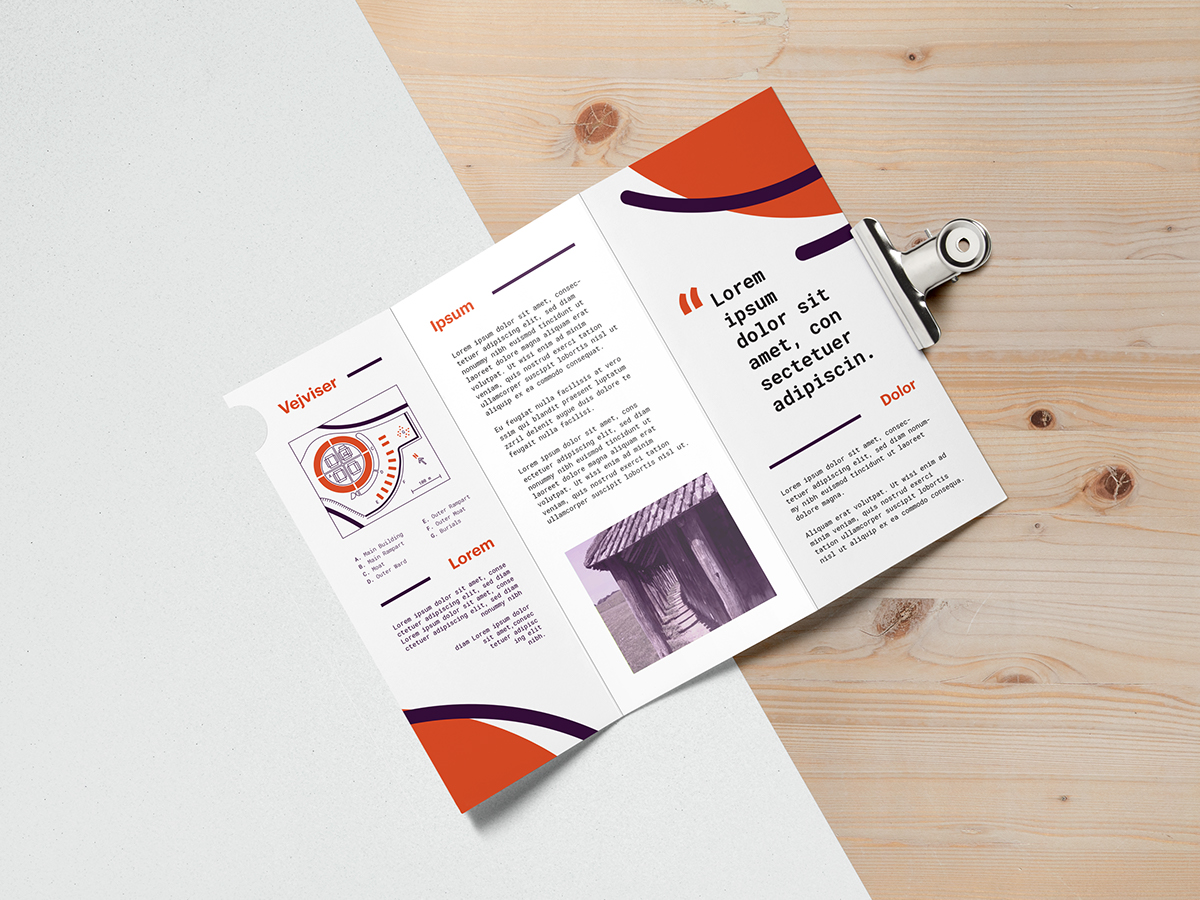 Vejviser
100 m
A. Main Building
B. Main Rampart
C. Moat
D. Outer Ward
E. Outer Rampart
F. Outer Moat
G. Burials
Lorem
Lorem ipsum dolor sit amet, conse
ctetuer adipiscing elit, sed diam
Lorem ipsum dolor sit amet, conse
ctetuer adipiscing elit, sed diam
nonummy nibh
diam Lorem ipsum dolor
sit amet,consec
tetuer adipisc
ing elit
nibh.
Ipsum
Lorem ipsum dolor sit amet, consec-
tetuer adipiscing elit, sed diam
nonummy nibh euismod tincidunt ut
laoreet dolore magna aliquam erat
volutpat. Ut wisi enim ad minim
veniam, quis nostrud exerci tation
ullamcorper suscipit lobortis nisl ut
aliquip ex ea commodo consequat.
Eu feugiat nulla facilisis at vero
ssim qui blandit praesent luptatum
zzril delenit augue duis dolore te
feugait nulla facilisi.
Lorem ipsum dolor sit amet, cons
ectetuer adipiscing elit, sed diam
nonummy nibh euismod tincidunt ut
laoreet dolore magna aliquam erat
volutpat. Ut wisi enim ad minim
veniam, quis nostrud exerci tation
ullamcorper suscipit lobortis nisl ut.
“Lorem
ipsum
dolor sit
amet, con
sectetuer
adipiscin.
Dolor
Lorem ipsum dolor sit amet, consec-
tetuer adipiscing elit, sed diam nonum-
my nibh euismod tincidunt ut laoreet
dolore magna.
Aliquam erat volutpat. Ut wisi enim ad
minim veniam, quis nostrud exerci
tation ullamcorper suscipit lobortis
nisl ut aliquip ex ea commodo consequa.